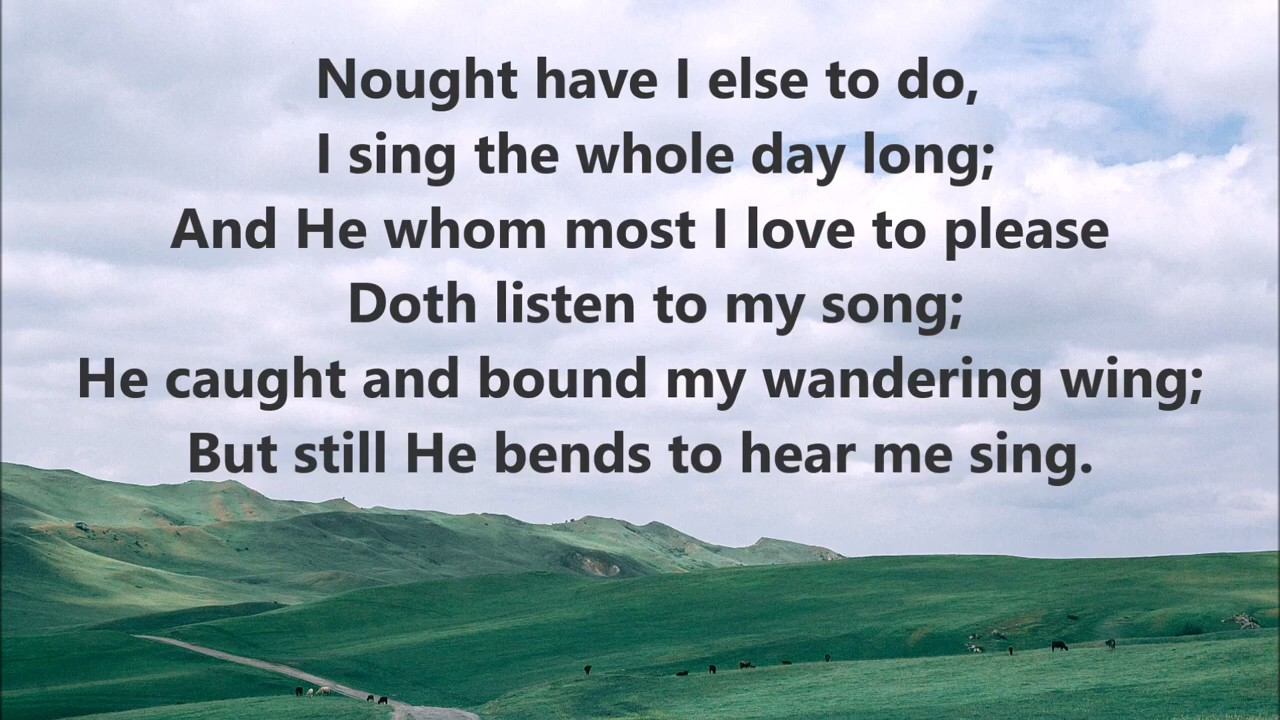 Nought have I else to do,
I sing the whole day long;
And He whom most I love to please
Doth listen to my song;
He caught and bound my wandering wing;
But still He bends to hear me sing.